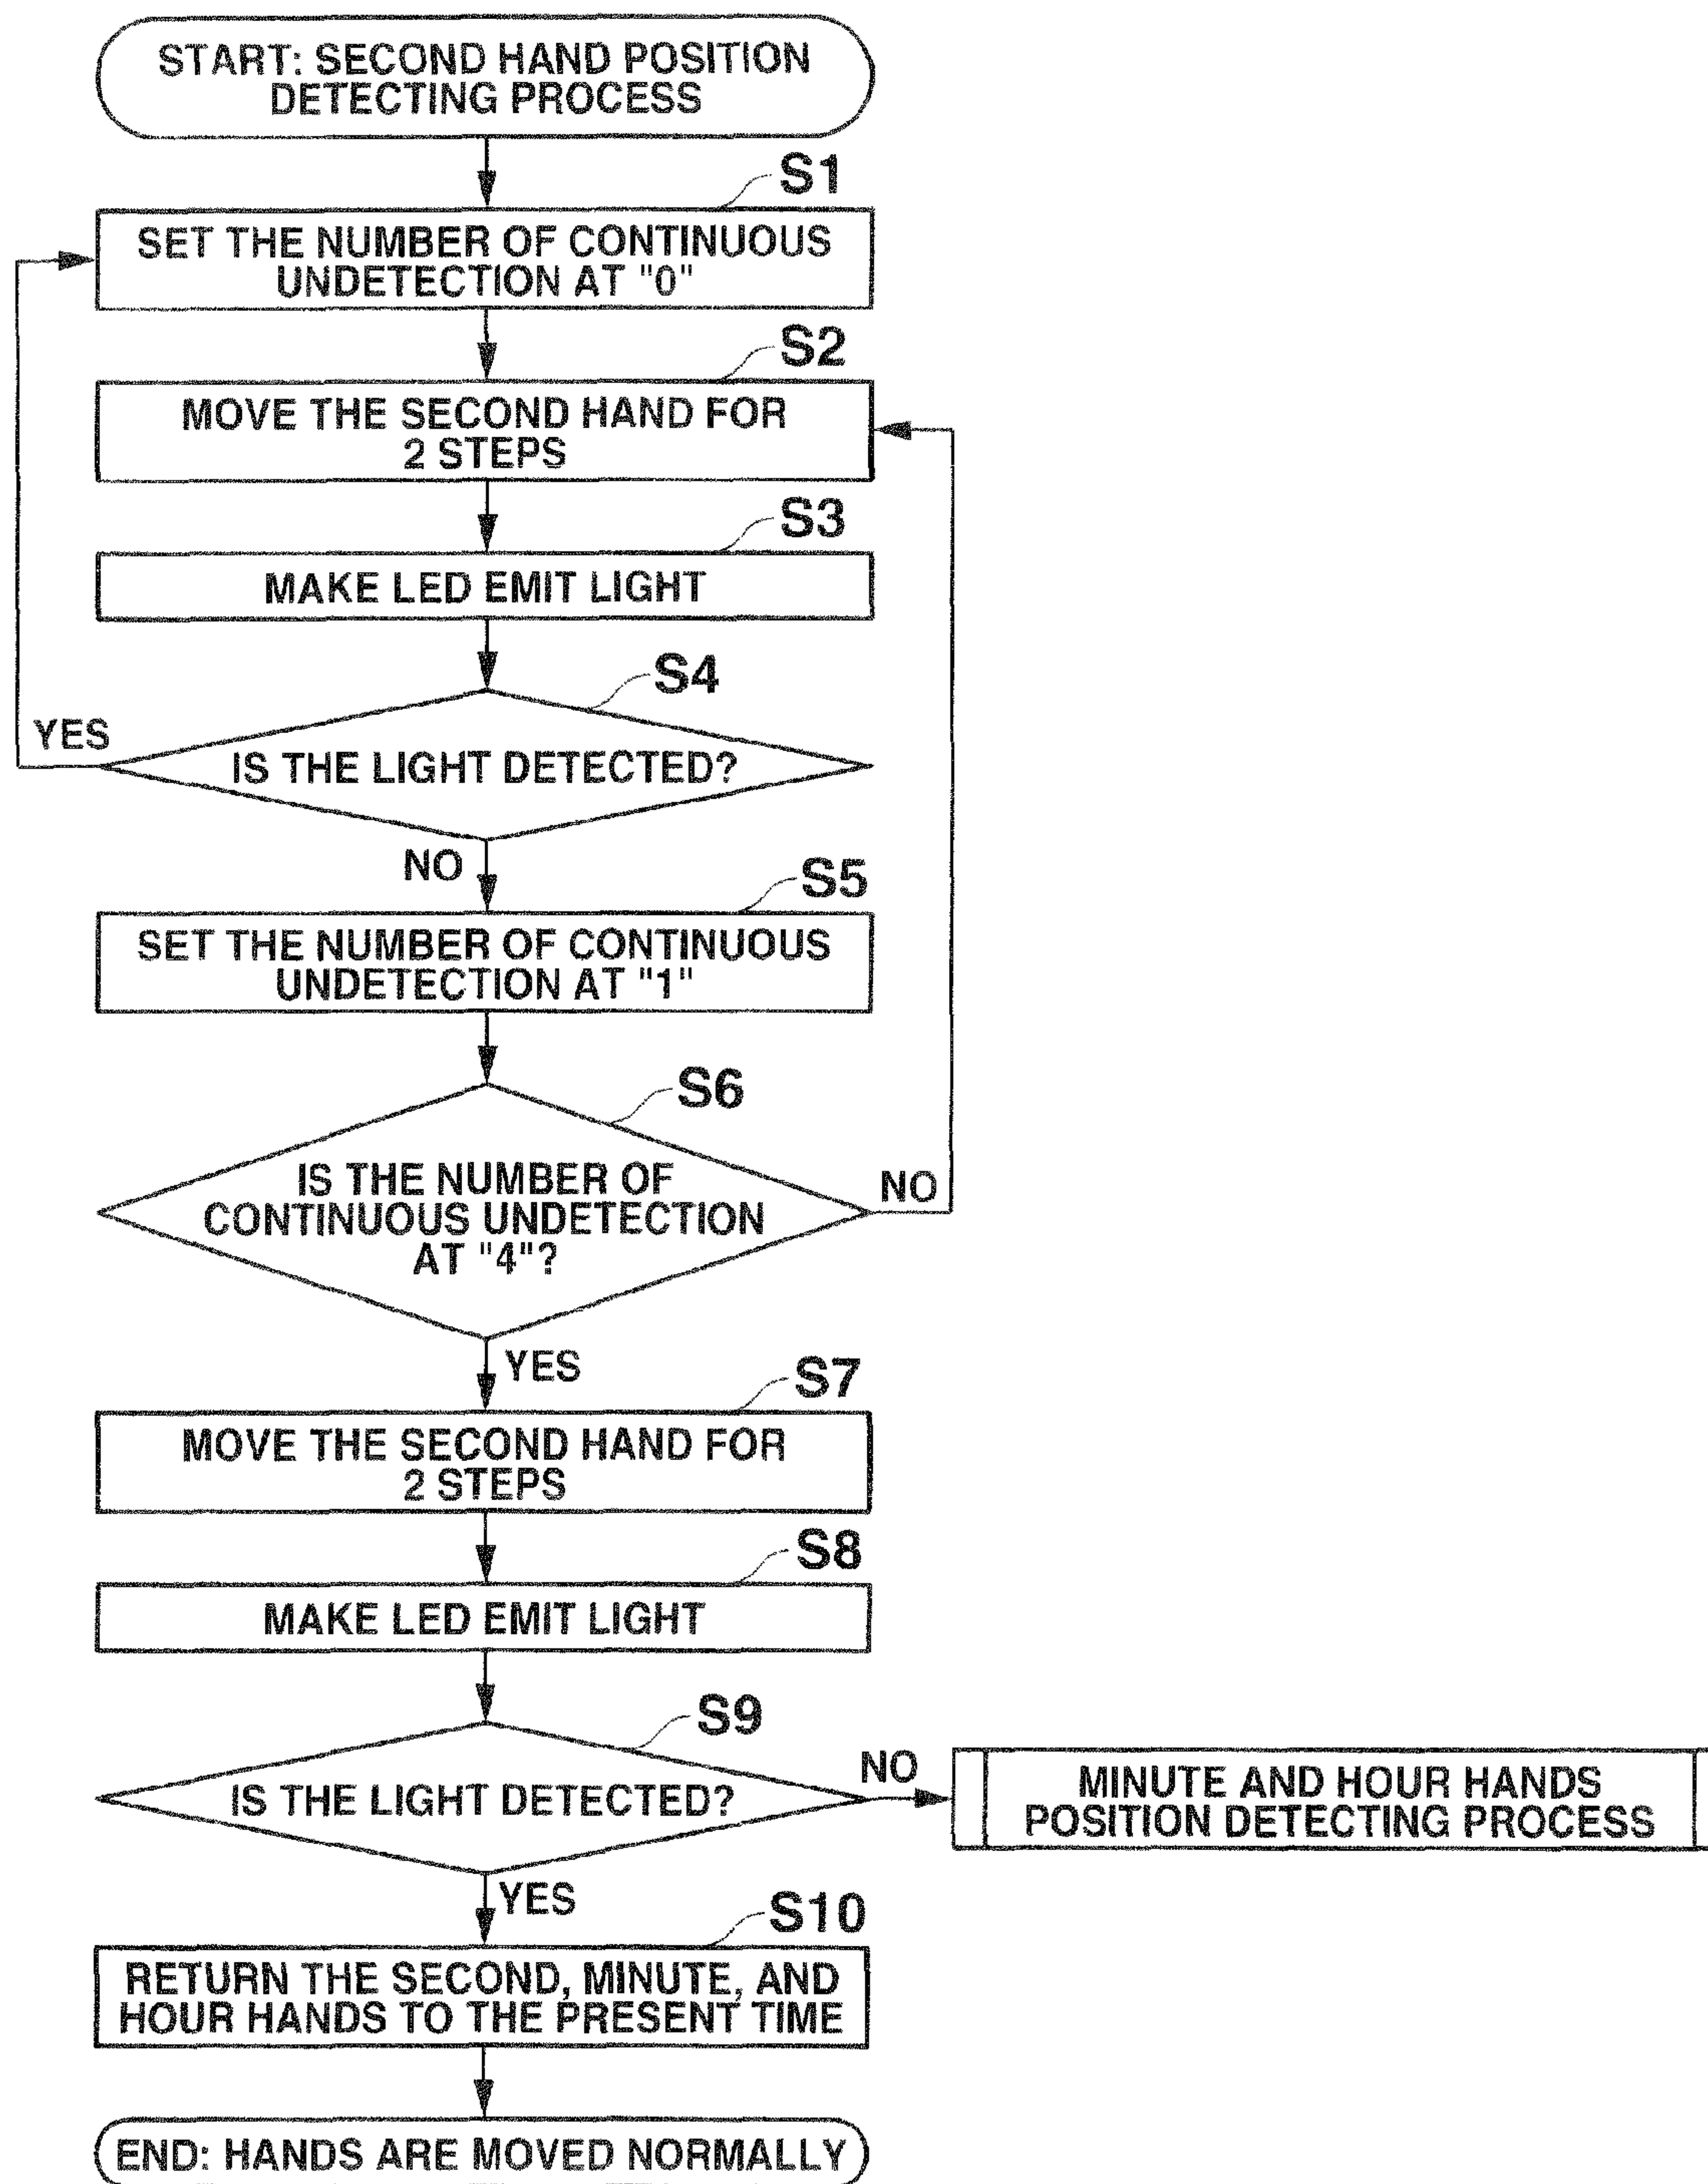 START: SECOND HAND POSITION
DETECTING PROCESS
S1
SET THE NUMBER OF CONTINUOUS
UNDETECTION AT "0"
S2
MOVE THE SECOND HAND FOR
2 STEPS
S3
MAKE LED EMIT LIGHT
S4
YES
IS THE LIGHT DETECTED?
NO
S5
SET THE NUMBER OF CONTINUOUS
UNDETECTION AT "1"
S6
IS THE NUMBER OF
CONTINUOUS UNDETECTION
AT "4"?
NO
YES
S7
MOVE THE SECOND HAND FOR
2 STEPS
S8
MAKE LED EMIT LIGHT
S9
IS THE LIGHT DETECTED?
NO
MINUTE AND HOUR HANDS
POSITION DETECTING PROCESS
YES
S10
RETURN THE SECOND, MINUTE, AND
HOUR HANDS TO THE PRESENT TIME
END: HANDS ARE MOVED NORMALLY